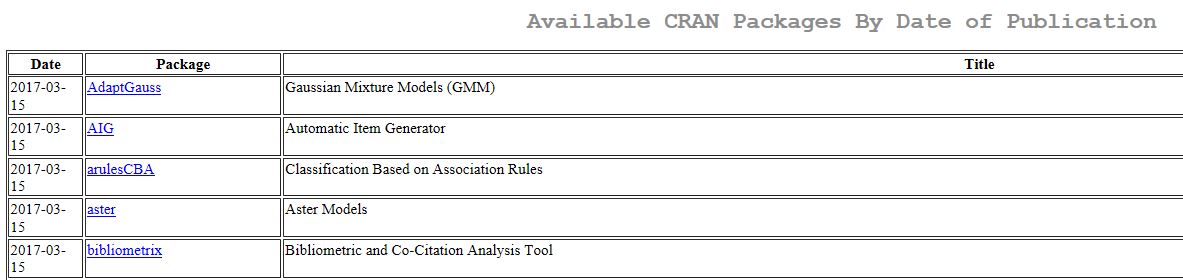 Available CRAN Packages By Date of Publication
Date Package Title
2017-03- AdaptGauss Gaussian Mixture Models (GMM)
15
2017-03- AIG Automatic Item Generator
15
2017-03- arulesCBA Classification Based on Association Rules
15
2017-03- aster Aster Models
15
2017-03- bibliometrix Bibliometric and Co-Citation Analysis Tool
15